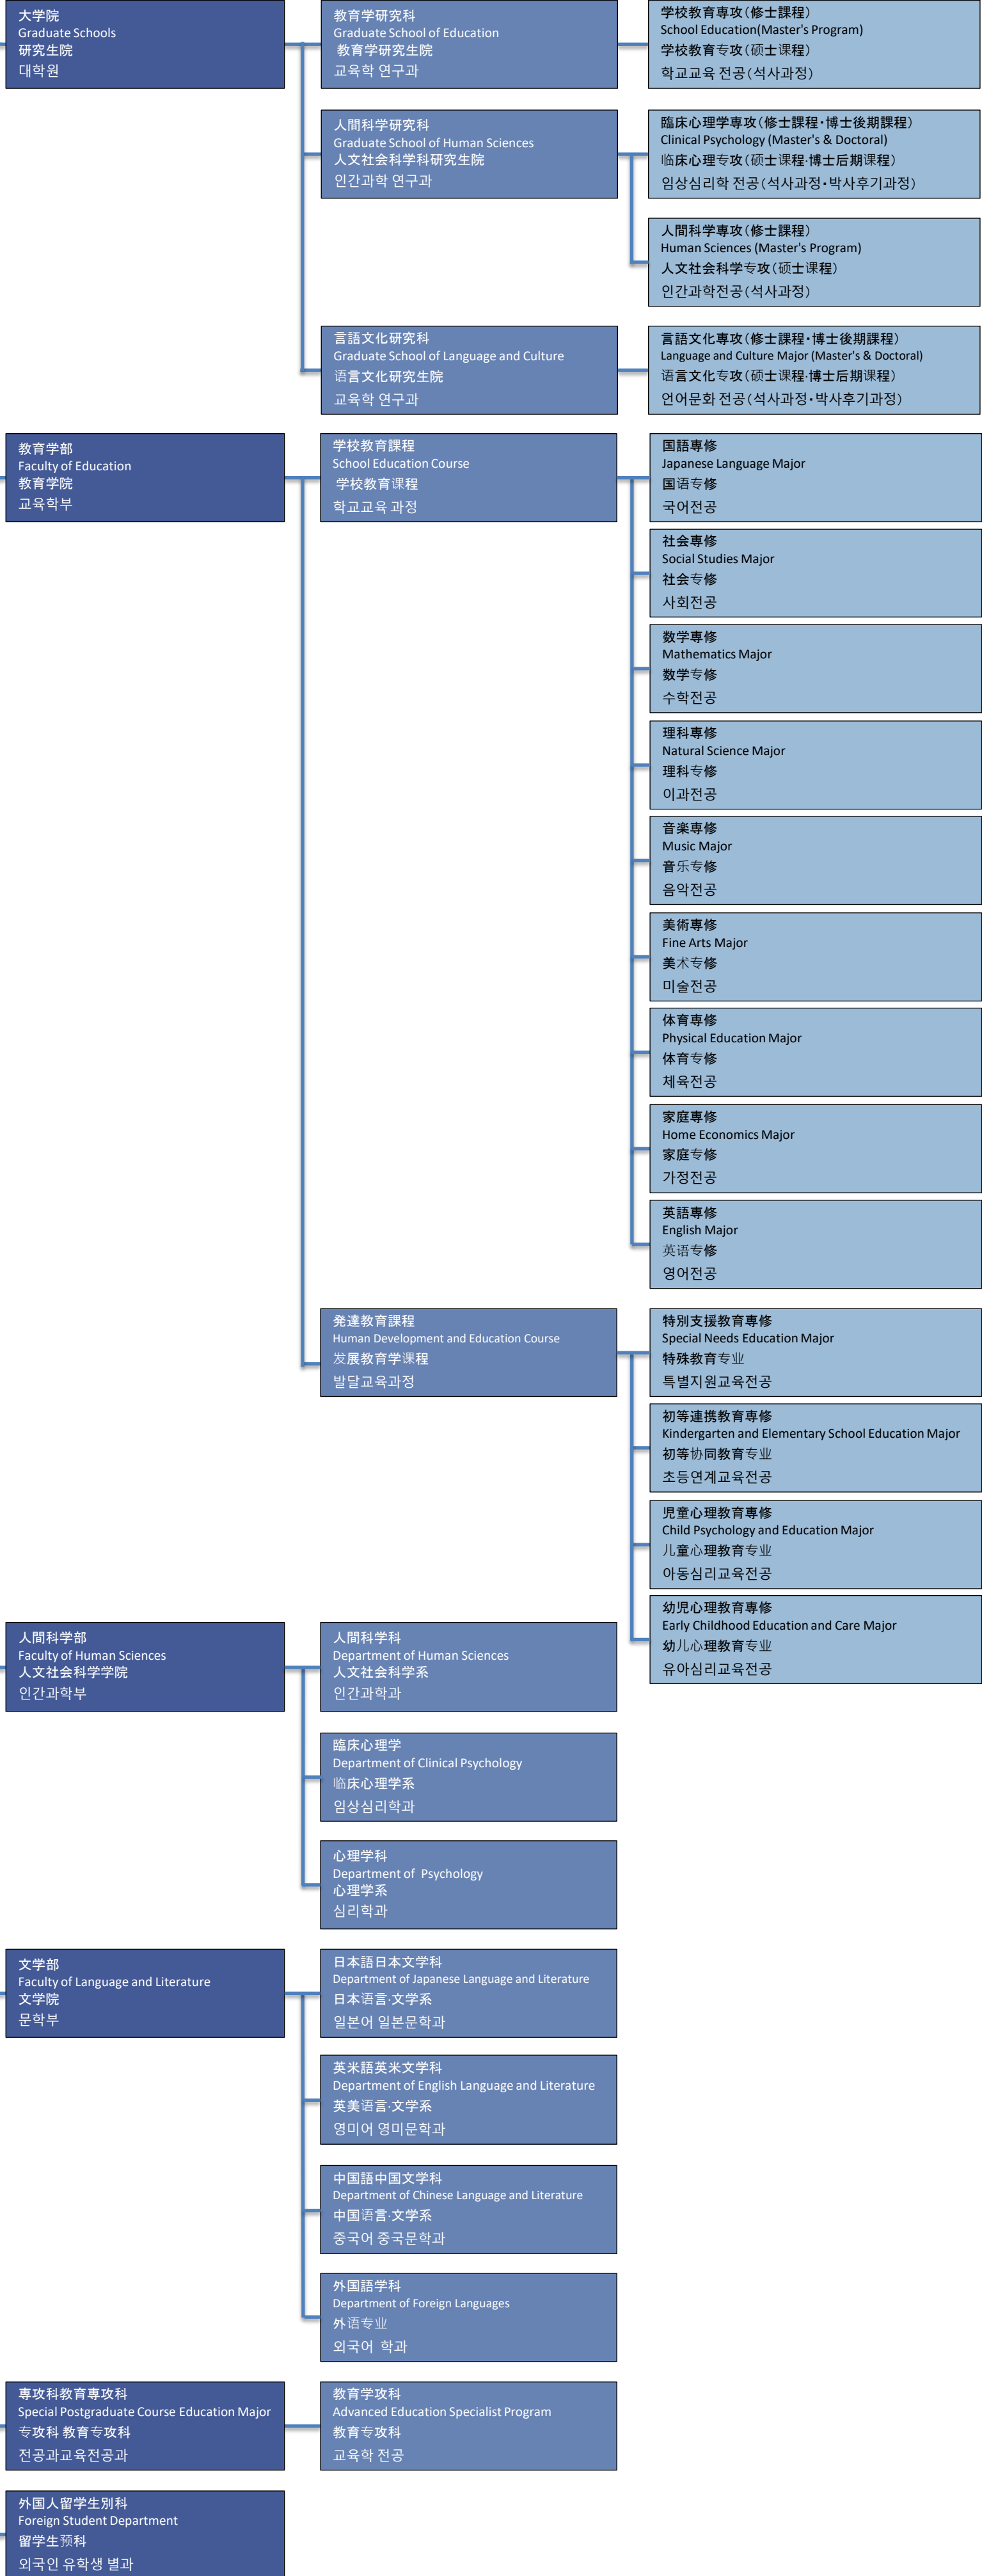 大学院
Graduate Schools
研究生院
대학원
教育学研究科
Graduate School of Education
教育学研究生院
교육학 연구과
学校教育専攻（修士課程）
School Education(Master's Program)
学校教育专攻（硕士课程）
학교교육 전공（석사과정）
人間科学研究科
Graduate School of Human Sciences
人文社会科学科研究生院
인간과학 연구과
臨床心理学専攻（修士課程・博士後期課程）
Clinical Psychology (Master's & Doctoral)
临床心理专攻（硕士课程·博士后期课程）
임상심리학 전공（석사과정・박사후기과정）
人間科学専攻（修士課程）
Human Sciences (Master's Program)
人文社会科学专攻（硕士课程）
인간과학전공（석사과정）
言語文化研究科
Graduate School of Language and Culture
语言文化研究生院
교육학 연구과
言語文化専攻（修士課程・博士後期課程）
Language and Culture Major (Master's & Doctoral)
语言文化专攻（硕士课程·博士后期课程）
언어문화 전공（석사과정・박사후기과정）
教育学部
Faculty of Education
教育学院
교육학부
学校教育課程
School Education Course
学校教育课程
학교교육 과정
国語専修
Japanese Language Major
国语专修
국어전공
社会専修
Social Studies Major
社会专修
사회전공
数学専修
Mathematics Major
数学专修
수학전공
理科専修
Natural Science Major
理科专修
이과전공
音楽専修
Music Major
音乐专修
음악전공
美術専修
Fine Arts Major
美术专修
미술전공
体育専修
Physical Education Major
体育专修
체육전공
家庭専修
Home Economics Major
家庭专修
가정전공
英語専修
English Major
英语专修
영어전공
発達教育課程
Human Development and Education Course
发展教育学课程
발달교육과정
特別支援教育専修
Special Needs Education Major
特殊教育专业
특별지원교육전공
初等連携教育専修
Kindergarten and Elementary School Education Major
初等协同教育专业
초등연계교육전공
児童心理教育専修
Child Psychology and Education Major
儿童心理教育专业
아동심리교육전공
幼児心理教育専修
Early Childhood Education and Care Major
幼儿心理教育专业
유아심리교육전공
人間科学部
Faculty of Human Sciences
人文社会科学学院
인간과학부
人間科学科
Department of Human Sciences
人文社会科学系
인간과학과
臨床心理学
Department of Clinical Psychology
临床心理学系
임상심리학과
心理学科
Department of Psychology
心理学系
심리학과
文学部
Faculty of Language and Literature
文学院
문학부
日本語日本文学科
Department of Japanese Language and Literature
日本语言·文学系
일본어 일본문학과
英米語英米文学科
Department of English Language and Literature
英美语言·文学系
영미어 영미문학과
中国語中国文学科
Department of Chinese Language and Literature
中国语言·文学系
중국어 중국문학과
外国語学科
Department of Foreign Languages
外语专业
외국어 학과
専攻科教育専攻科
Special Postgraduate Course Education Major
专攻科 教育专攻科
전공과교육전공과
教育学攻科
Advanced Education Specialist Program
教育专攻科
교육학 전공
外国人留学生別科
Foreign Student Department
留学生预科
외국인 유학생 별과